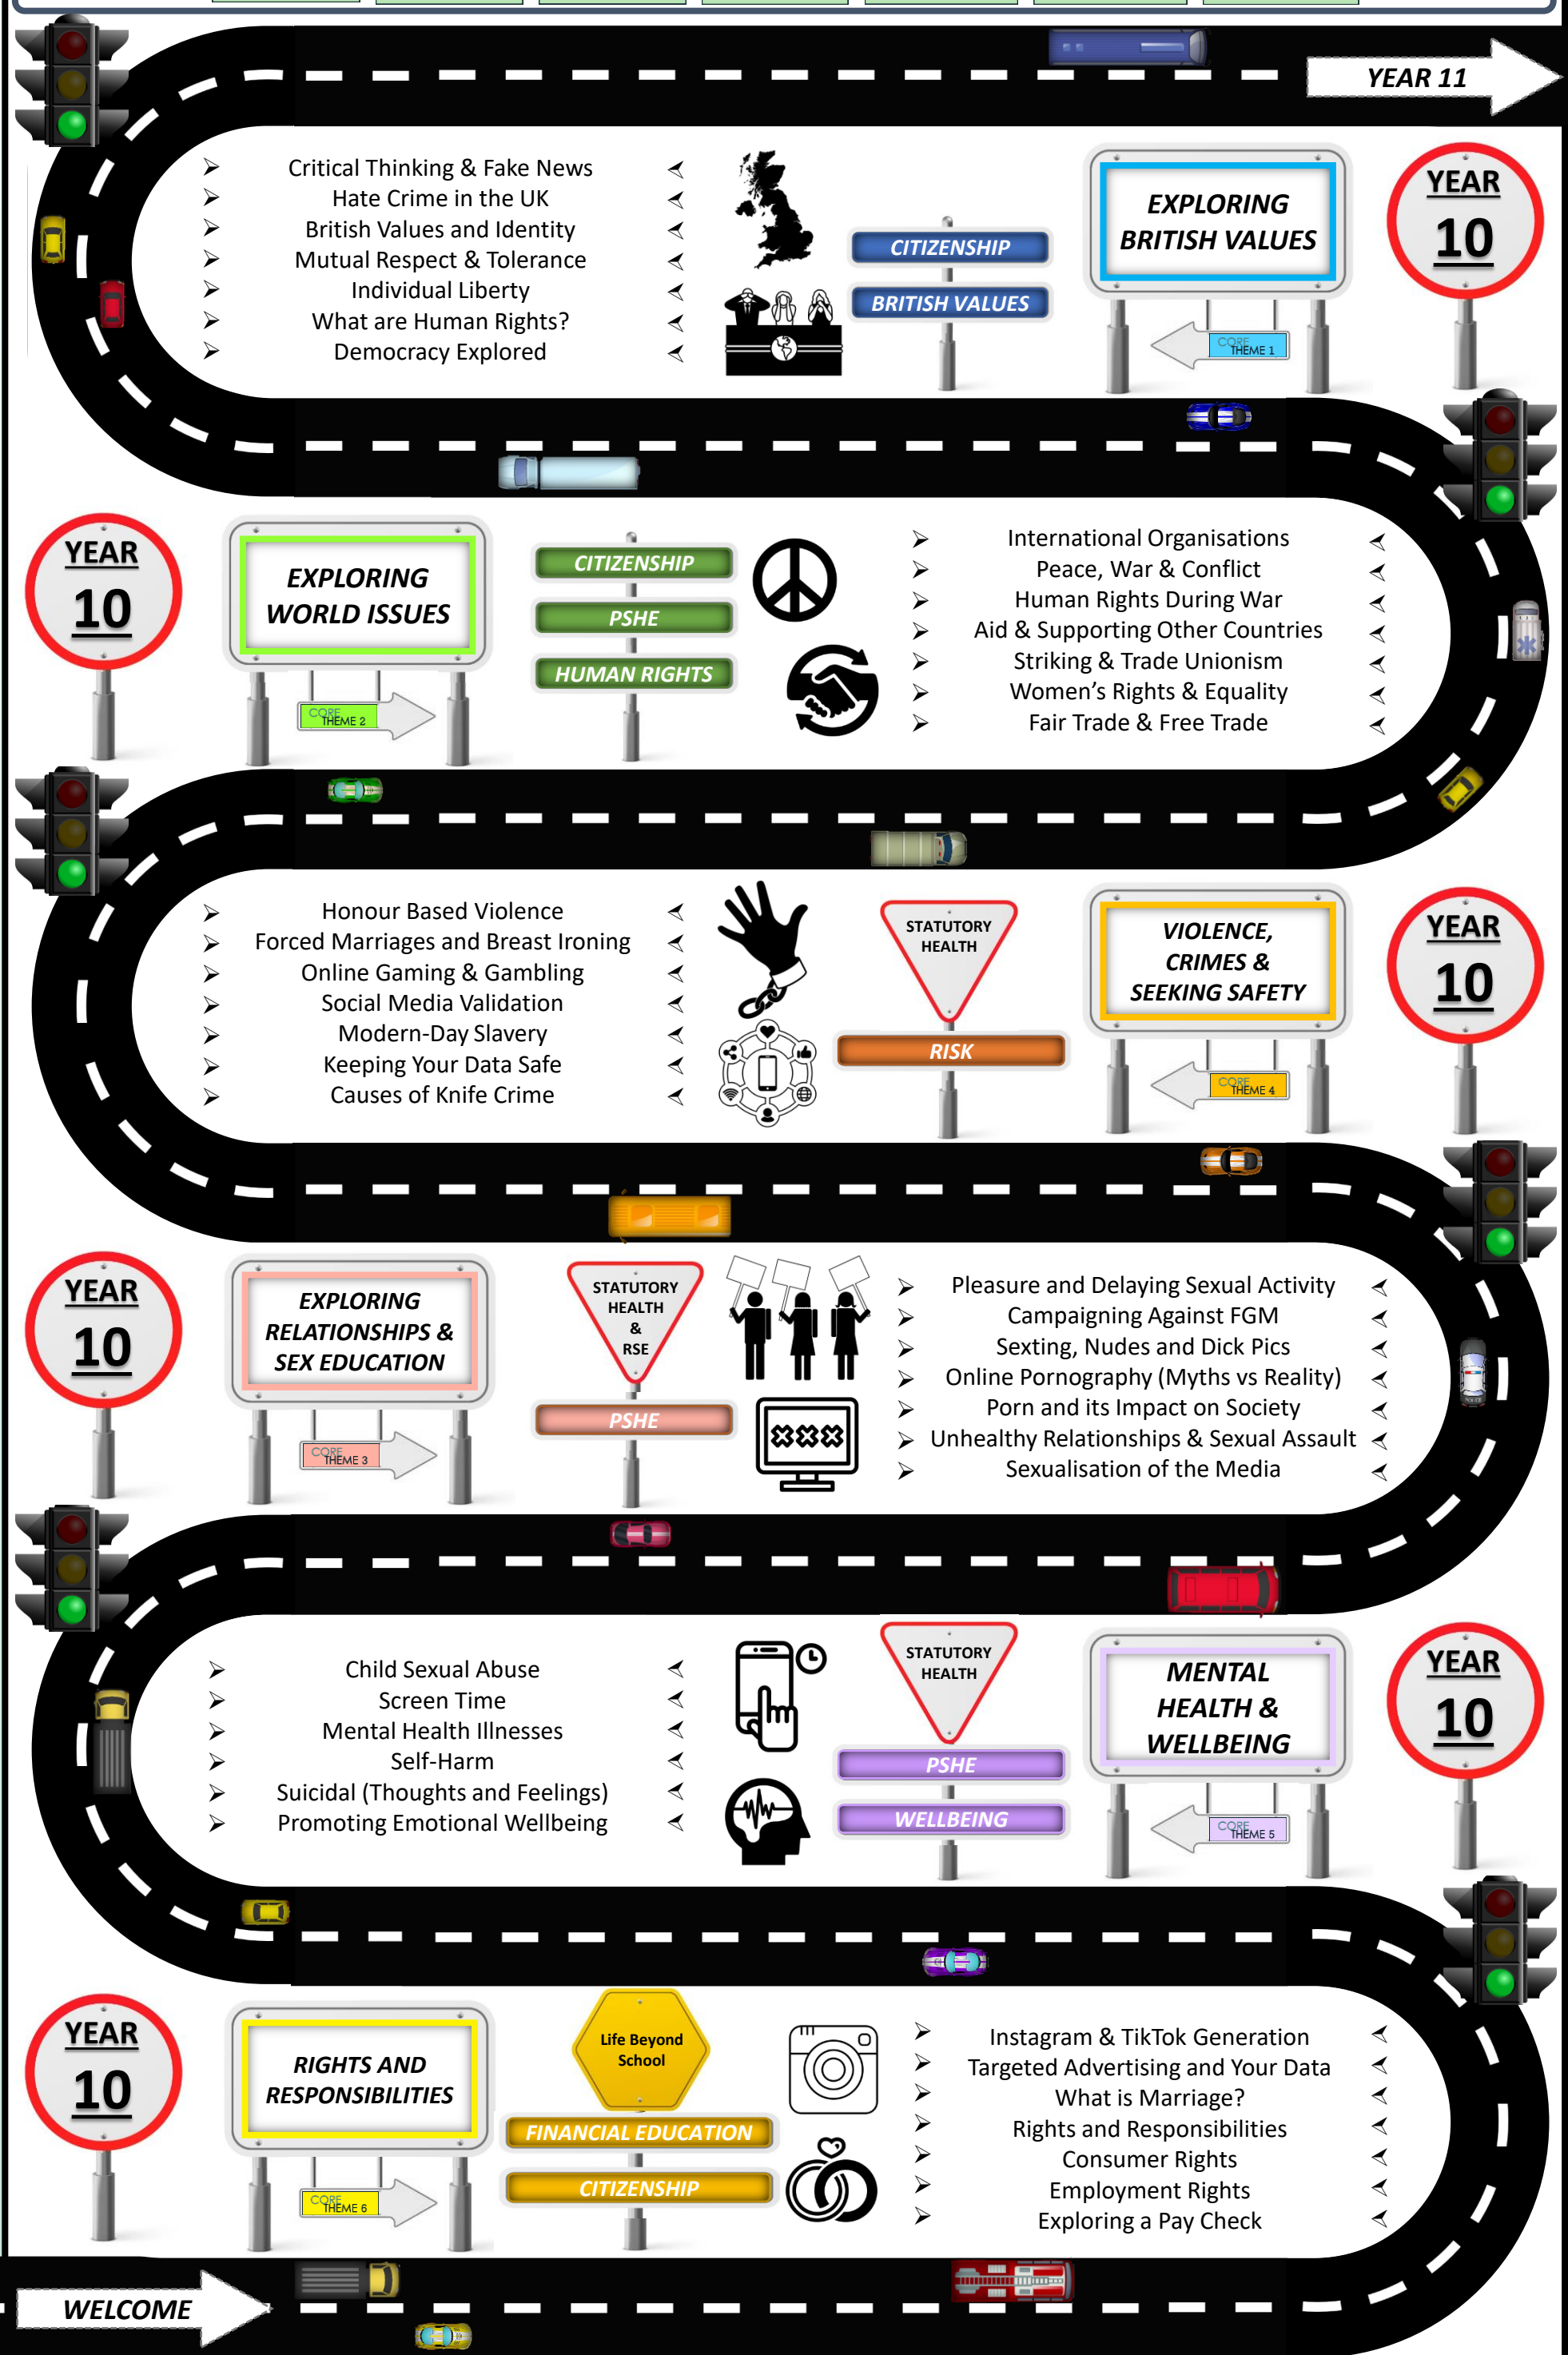 YEAR 11
Critical Thinking & Fake News
Hate Crime in the UK
British Values and Identity
Mutual Respect & Tolerance
Individual Liberty
What are Human Rights?
Democracy Explored
CITIZENSHIP
BRITISH VALUES
EXPLORING
BRITISH VALUES
CORE
THEME 1
YEAR
10
YEAR
10
EXPLORING
WORLD ISSUES
CORE
THEME 2
CITIZENSHIP
PSHE
HUMAN RIGHTS
International Organisations
Peace, War & Conflict
Human Rights During War
Aid & Supporting Other Countries
Striking & Trade Unionism
Women's Rights & Equality
Fair Trade & Free Trade
Honour Based Violence
Forced Marriages and Breast Ironing
Online Gaming & Gambling
Social Media Validation
Modern-Day Slavery
Keeping Your Data Safe
Causes of Knife Crime
STATUTORY
HEALTH
RISK
VIOLENCE,
CRIMES &
SEEKING SAFETY
CORE
THEME 4
YEAR
10
YEAR
10
EXPLORING
RELATIONSHIPS &
SEX EDUCATION
CORE
THEME 3
STATUTORY
HEALTH
&
RSE
PSHE
Pleasure and Delaying Sexual Activity
Campaigning Against FGM
Sexting, Nudes and Dick Pics
Online Pornography (Myths vs Reality)
Porn and its Impact on Society
Unhealthy Relationships & Sexual Assault
Sexualisation of the Media
Child Sexual Abuse
Screen Time
Mental Health Illnesses
Self-Harm
Suicidal (Thoughts and Feelings)
Promoting Emotional Wellbeing
STATUTORY
HEALTH
PSHE
WELLBEING
MENTAL
HEALTH &
WELLBEING
CORE
THEME 5
YEAR
10
YEAR
10
RIGHTS AND
RESPONSIBILITIES
CORE
THEME 6
Life Beyond
School
FINANCIAL EDUCATION
CITIZENSHIP
Instagram & TikTok Generation
Targeted Advertising and Your Data
What is Marriage?
Rights and Responsibilities
Consumer Rights
Employment Rights
Exploring a Pay Check
WELCOME